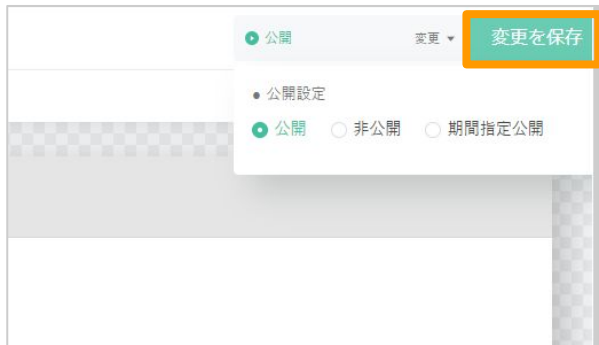 公開 変更 ▼ 変更を保存
● 公開設定
公開 非公開 期間指定公開